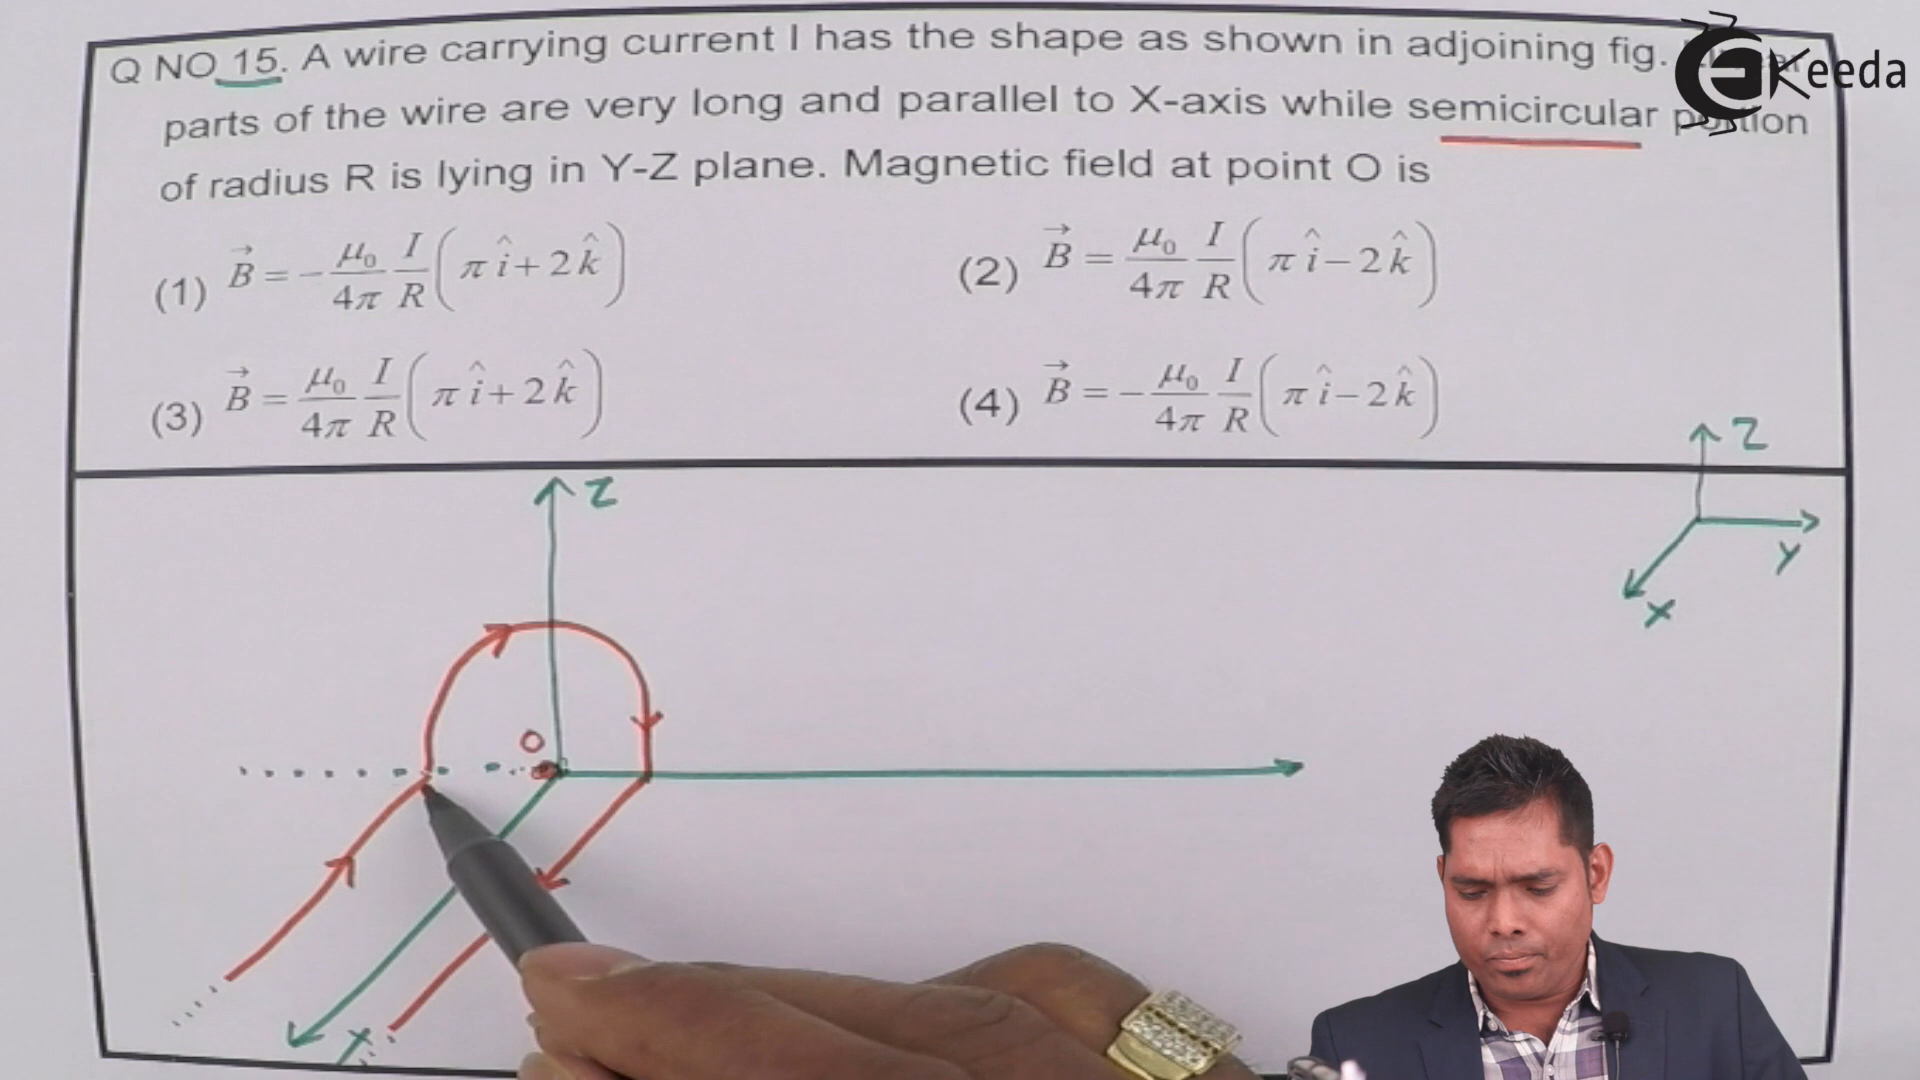 Q NO 15. A wire carrying current I has the shape as shown in adjoining fig.
parts of the wire are very long and parallel to X-axis while semicircular portion
of radius R is lying in Y-Z plane. Magnetic field at point O is
(1) B⃗ = - μ₀/4π I/R (π î + 2 k̂)
(2) B⃗ = μ₀/4π I/R (π î - 2 k̂)
(3) B⃗ = μ₀/4π I/R (π î + 2 k̂)
(4) B⃗ = - μ₀/4π I/R (π î - 2 k̂)
eKeeda
Z
Y
X
Z
O
X